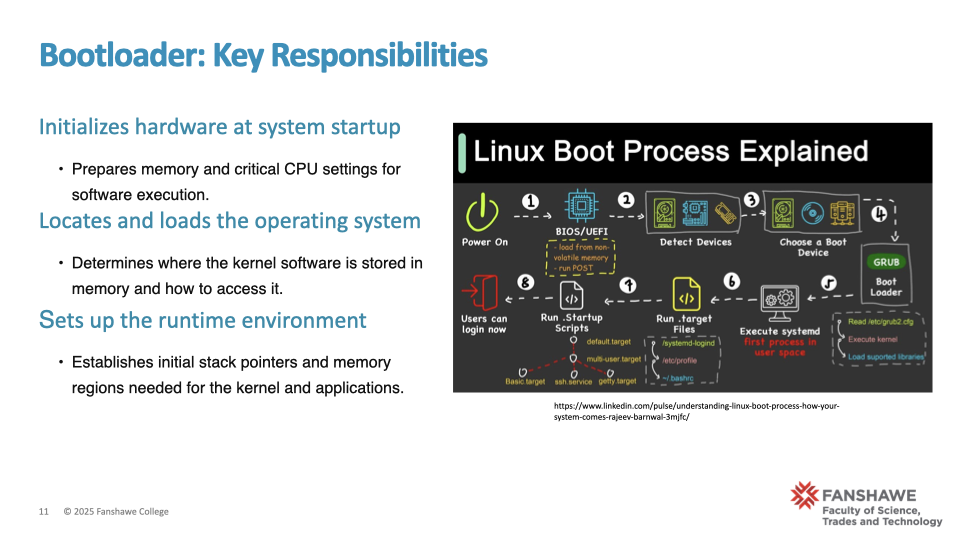 Bootloader: Key Responsibilities
Initializes hardware at system startup
• Prepares memory and critical CPU settings for
software execution.
Locates and loads the operating system
• Determines where the kernel software is stored in
memory and how to access it.
Sets up the runtime environment
• Establishes initial stack pointers and memory
regions needed for the kernel and applications.
Linux Boot Process Explained
1
2
3
4
Power On
BIOS/UEFI
- load from non-
volatile memory
- run POST
Detect Devices
Choose a Boot
Device
GRUB
Boot
Loader
5
6
7
8
Read /etc/grub2.cfg
Execute kernel
Load suported libraries
Execute systemd
first process in
user space
Run .target
Files
/systemd-logind
/etc/profile
~/.bashrc
Run .Startup
Scripts
default.target
multi-user.target
Basic.target
ssh.service
getty.target
Users can
login now
https://www.linkedin.com/pulse/understanding-linux-boot-process-how-your-
system-comes-rajeev-barnwal-3mjfc/
11 © 2025 Fanshawe College
FANSHAWE
Faculty of Science,
Trades and Technology